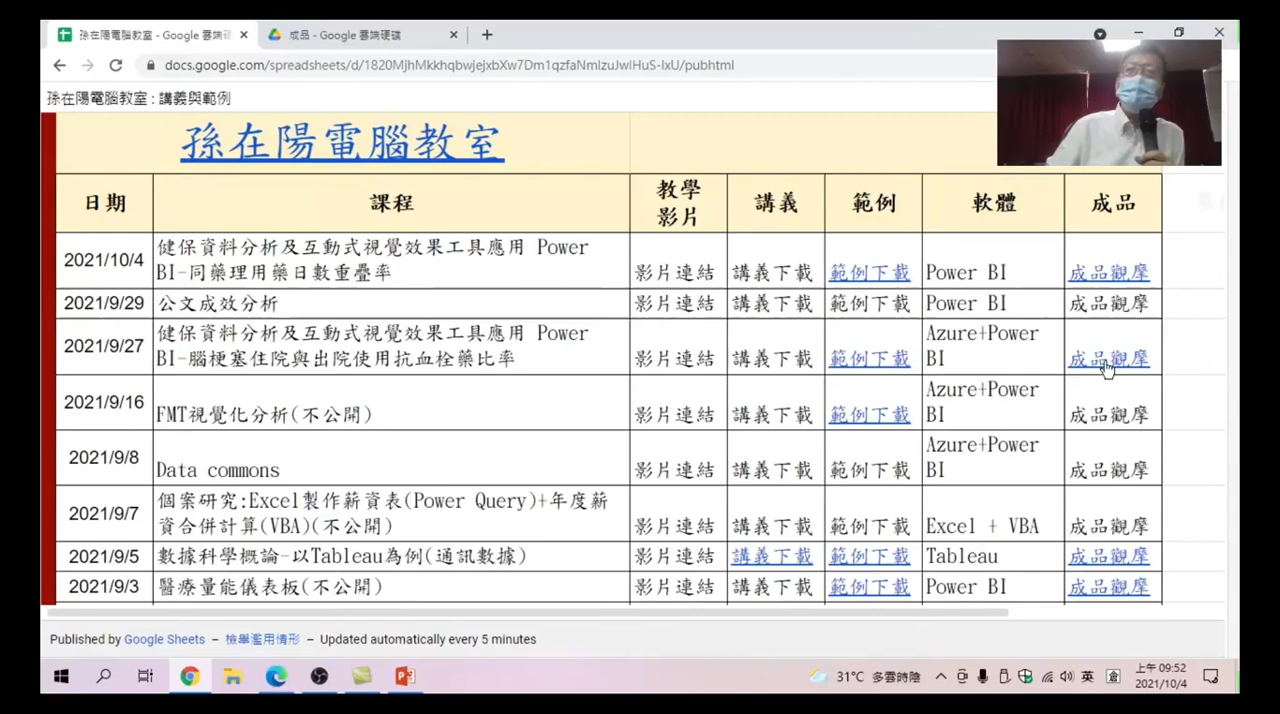 孫在陽電腦教室 - Google 雲端硬
成品 - Google 雲端硬碟
docs.google.com/spreadsheets/d/1820MJhMkkhqbwjejxbXw7Dm1qzfaNmIzuJwIHuS-IxU/pubhtml
孫在陽電腦教室 : 講義與範例
孫在陽電腦教室
日期 課程 教學影片 講義 範例 軟體 成品
2021/10/4 健保資料分析及互動式視覺效果工具應用 Power
BI-同藥理用藥日數重疊率 影片連結 講義下載 範例下載 Power BI 成品觀摩
2021/9/29 公文成效分析 影片連結 講義下載 範例下載 Power BI 成品觀摩
2021/9/27 健保資料分析及互動式視覺效果工具應用 Power
BI-腦梗塞住院與出院使用抗血栓藥比率 影片連結 講義下載 範例下載 Azure+Power BI 成品觀摩
2021/9/16 FMT視覺化分析(不公開) 影片連結 講義下載 範例下載 Azure+Power BI 成品觀摩
2021/9/8 Data commons 影片連結 講義下載 範例下載 Azure+Power BI 成品觀摩
2021/9/7 個案研究:Excel製作薪資表(Power Query)+年度薪
資合併計算(VBA)(不公開) 影片連結 講義下載 範例下載 Excel + VBA 成品觀摩
2021/9/5 數據科學概論-以Tableau為例(通訊數據) 影片連結 講義下載 範例下載 Tableau 成品觀摩
2021/9/3 醫療量能儀表板(不公開) 影片連結 講義下載 範例下載 Power BI 成品觀摩
Published by Google Sheets – 檢舉濫用情形 – Updated automatically every 5 minutes
31°C 多雲時陰 英 倉 上午 09:52
2021/10/4